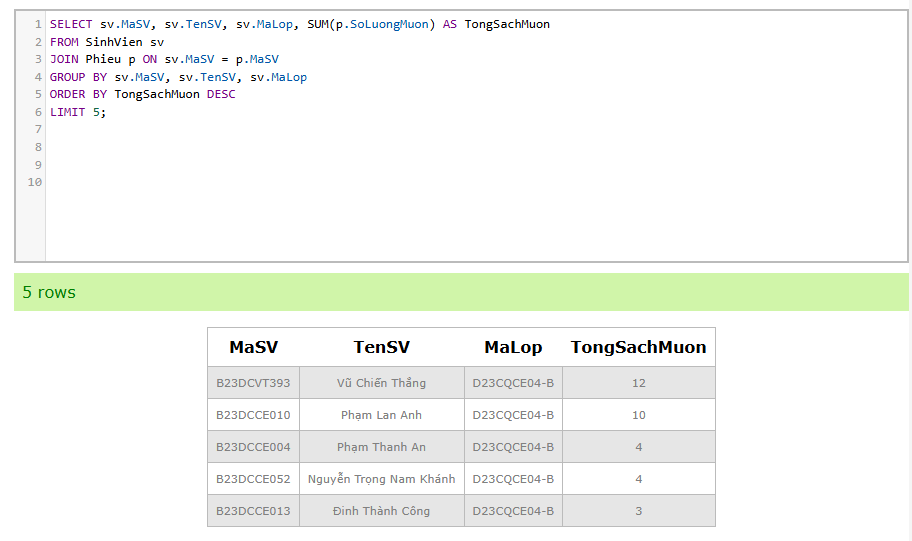 1 SELECT sv.MaSV, sv.TenSV, sv.MaLop, SUM(p.SoLuongMuon) AS TongSachMuon
2 FROM SinhVien sv
3 JOIN Phieu p ON sv.MaSV = p.MaSV
4 GROUP BY sv.MaSV, sv.TenSV, sv.MaLop
5 ORDER BY TongSachMuon DESC
6 LIMIT 5;
7
8
9
10
5 rows
MaSV TenSV MaLop TongSachMuon
B23DCVT393 Vũ Chiến Thắng D23CQCE04-B 12
B23DCCE010 Phạm Lan Anh D23CQCE04-B 10
B23DCCE004 Phạm Thanh An D23CQCE04-B 4
B23DCCE052 Nguyễn Trọng Nam Khánh D23CQCE04-B 4
B23DCCE013 Đinh Thành Công D23CQCE04-B 3